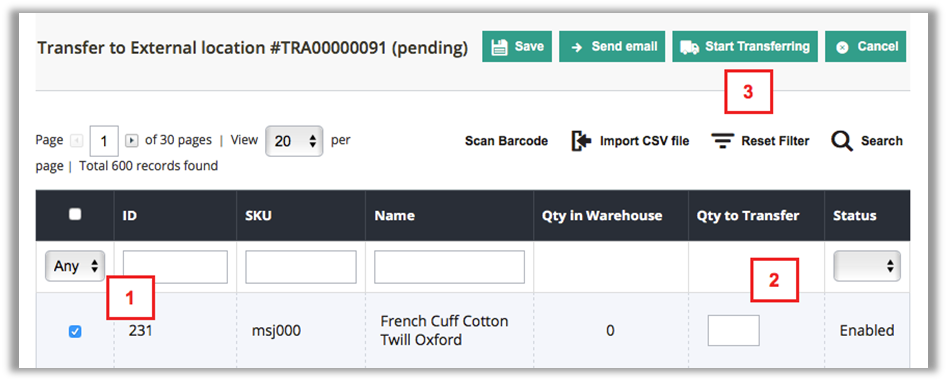 Transfer to External location #TRA00000091 (pending) Save Send email Start Transferring Cancel
3
Page 1 of 30 pages | View 20 per
page | Total 600 records found
Scan Barcode Import CSV file Reset Filter Search
ID SKU Name Qty in Warehouse Qty to Transfer Status
Any
1
2
231 msj000 French Cuff Cotton
Twill Oxford 0 Enabled